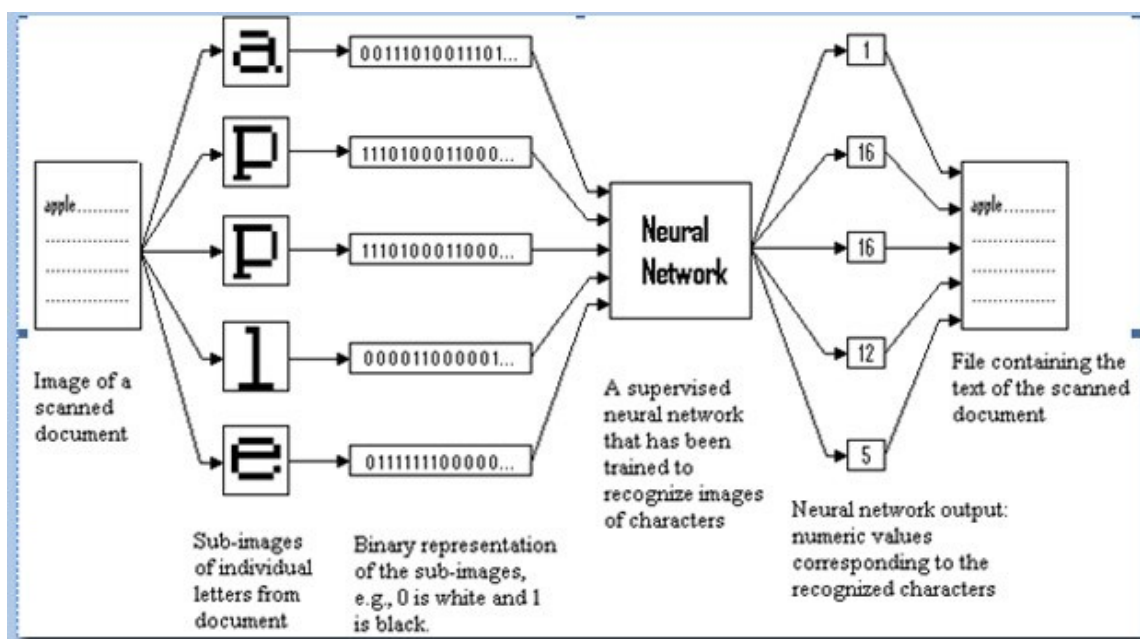 a
00111010011101...
p
1110100011000...
apple..........
p
1110100011000...
Neural
Network
l
000011000001...
e
0111111100000...
1
16
16
12
5
apple..........
Image of a
scanned
document
Sub-images
of individual
letters from
document
Binary representation
of the sub-images,
e.g., 0 is white and 1
is black.
A supervised
neural network
that has been
trained to
recognize images
of characters
Neural network output:
numeric values
corresponding to the
recognized characters
File containing the
text of the scanned
document